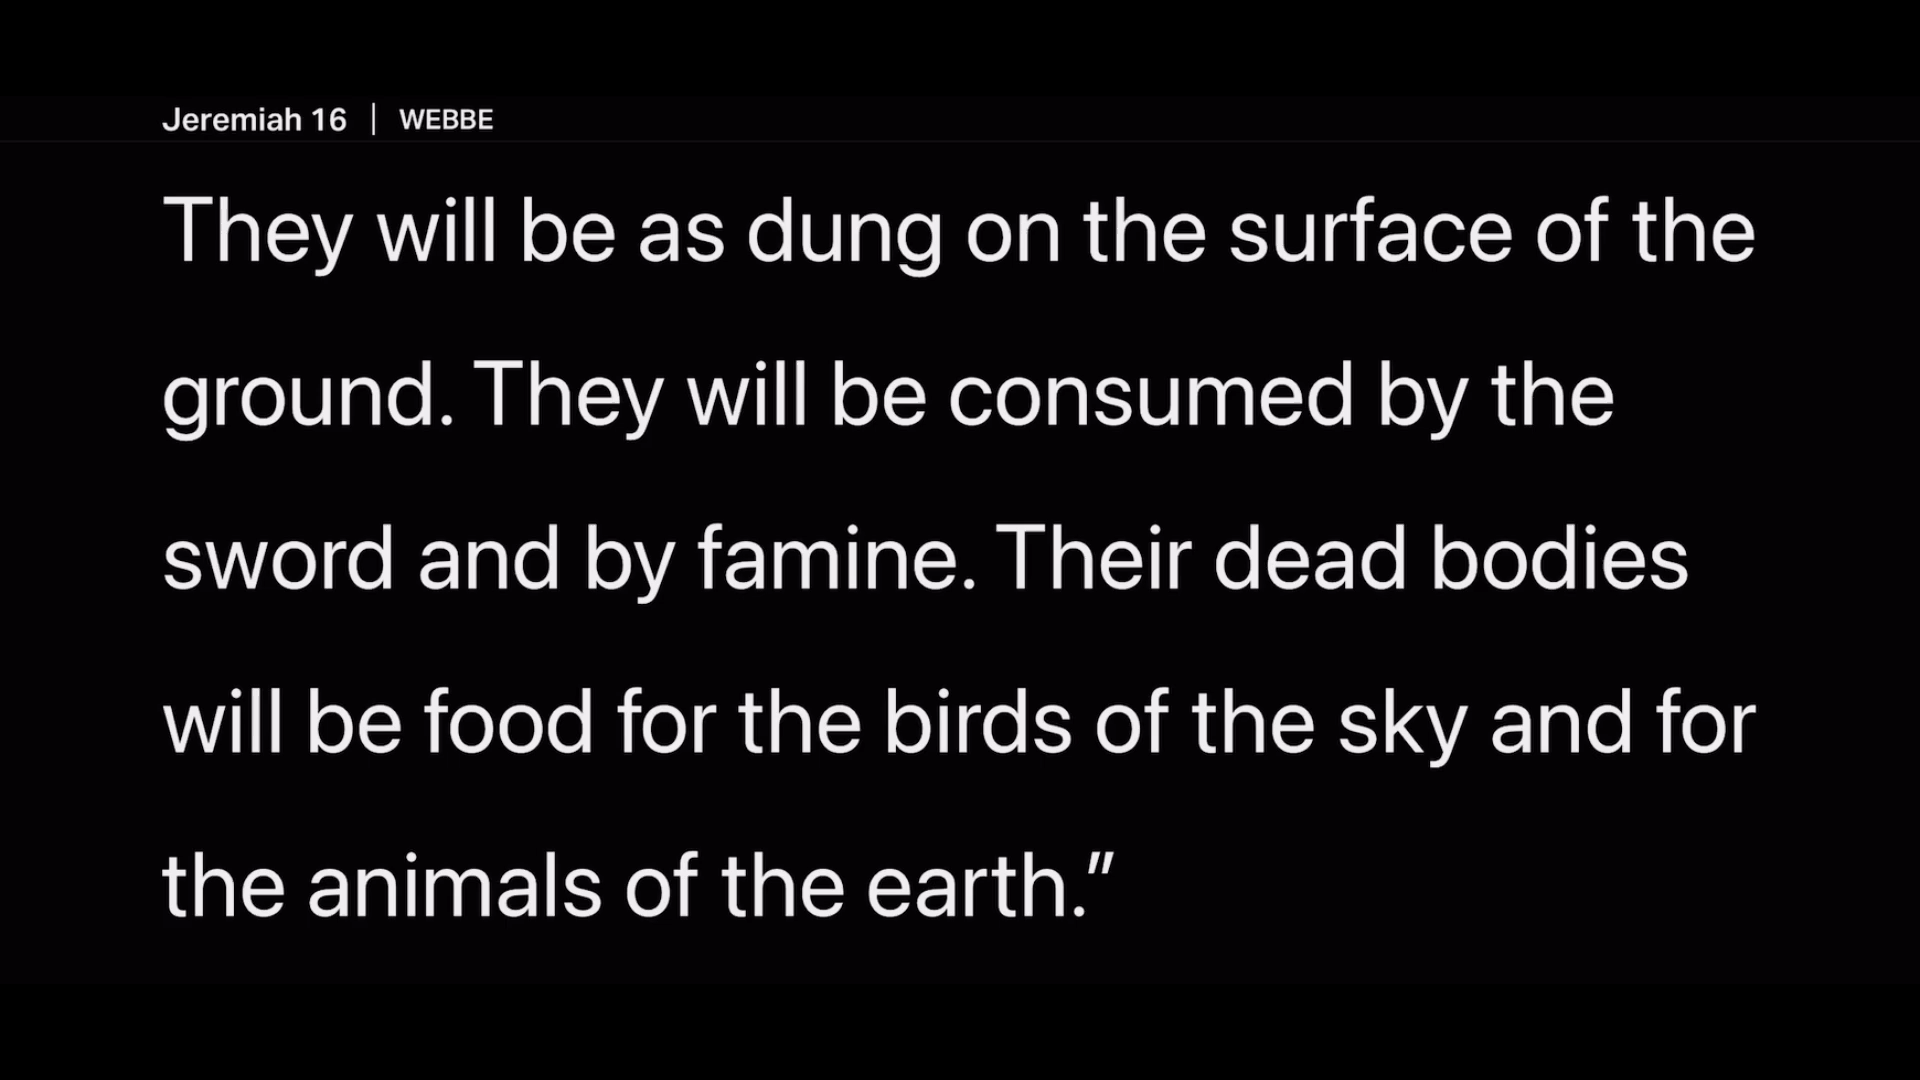 Jeremiah 16 | WEBBE
They will be as dung on the surface of the
ground. They will be consumed by the
sword and by famine. Their dead bodies
will be food for the birds of the sky and for
the animals of the earth.”